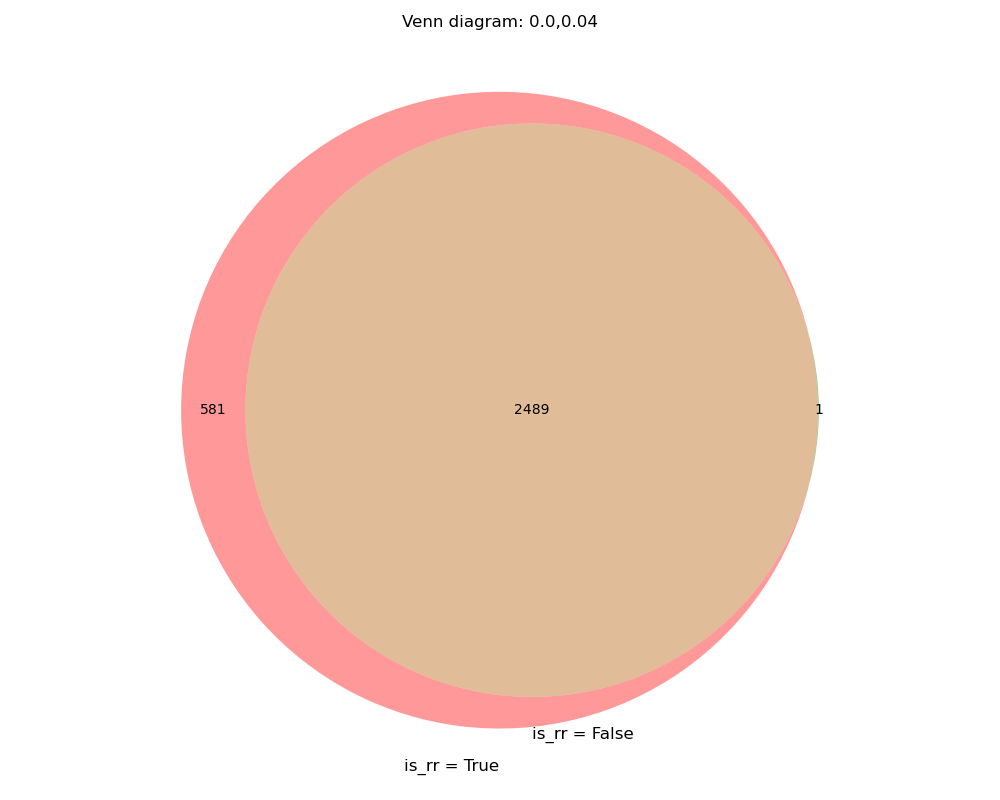 Venn diagram: 0.0,0.04
581
2489
1
is_rr = False
is_rr = True